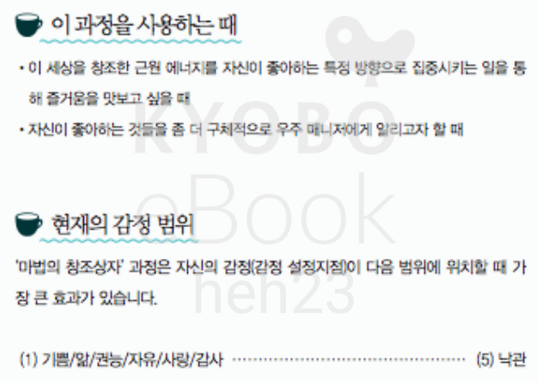 이 과정을 사용하는 때
• 이 세상을 창조한 근원 에너지를 자신이 좋아하는 특정 방향으로 집중시키는 일을 통
해 즐거움을 맛보고 싶을 때
• 자신이 좋아하는 것들을 좀 더 구체적으로 우주 매니저에게 알리고자 할 때
KYOBO
eBook
현재의 감정 범위
'마법의 창조상자' 과정은 자신의 감정(감정 설정지점)이 다음 범위에 위치할 때 가
장 큰 효과가 있습니다.
heh23
(1) 기쁨/앎/권능/자유/사랑/감사 ········································ (5) 낙관